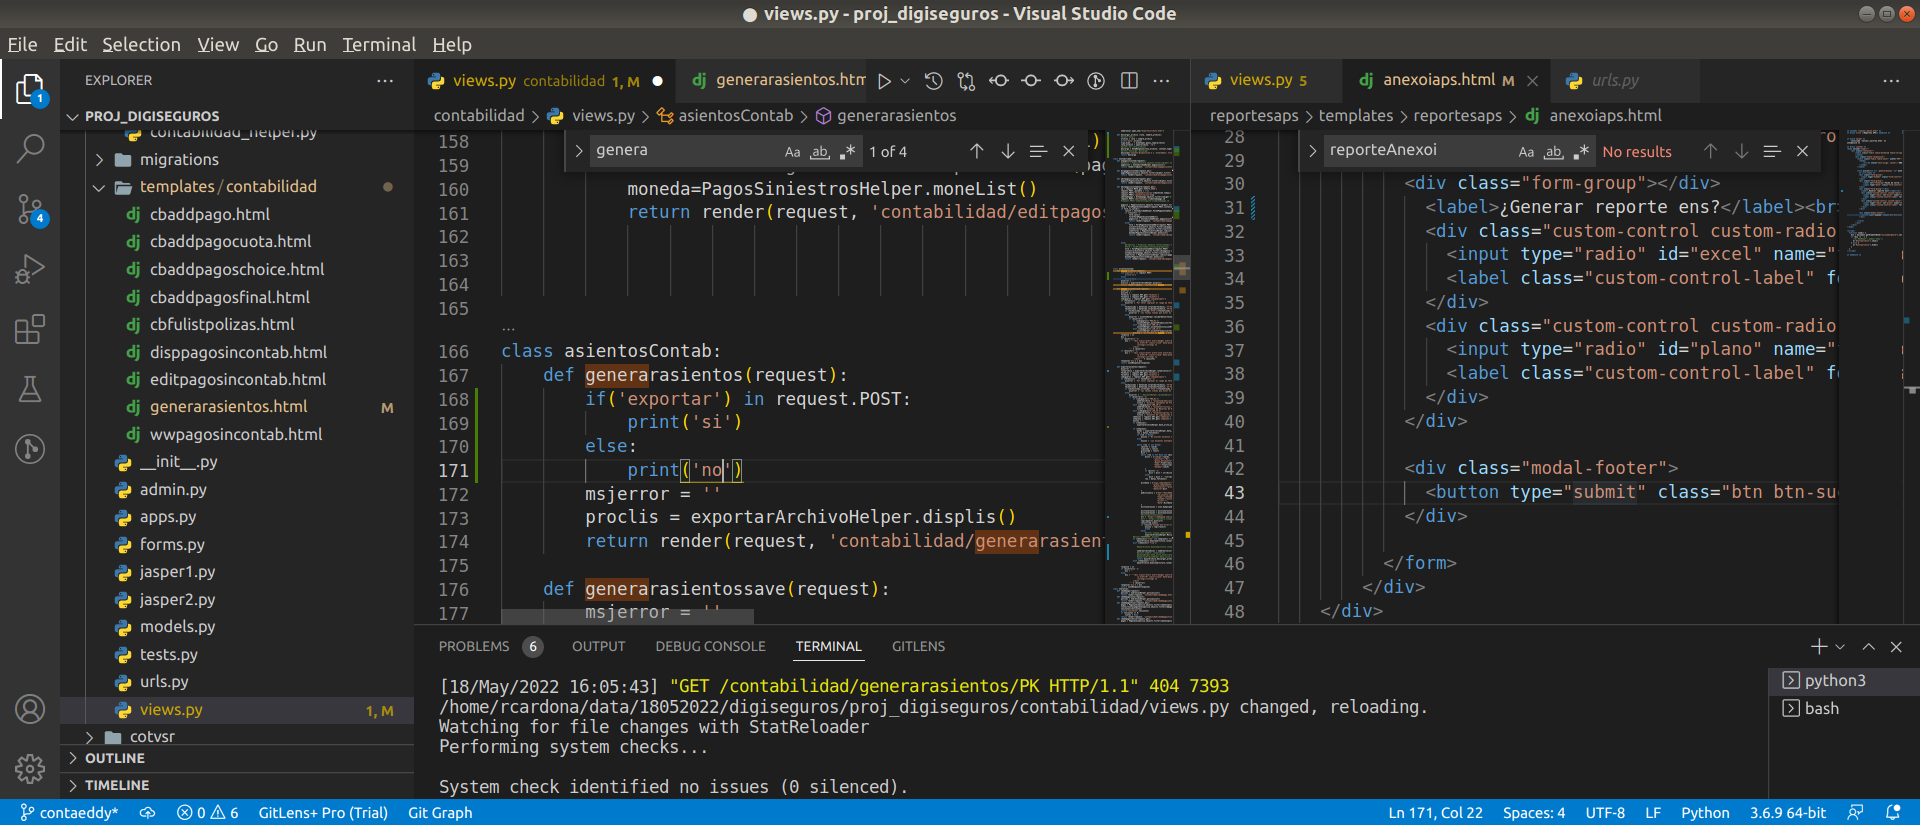 ● views.py - proj_digiseguros - Visual Studio Code
File Edit Selection View Go Run Terminal Help
EXPLORER ...
PROJ_DIGISEGUROS
contabilidad_helper.py
migrations
templates/contabilidad
cbaddpago.html
cbaddpagocuota.html
cbaddpagoschoice.html
cbaddpagosfinal.html
cbfulistpolizas.html
disppagosincontab.html
editpagosincontab.html
generarasientos.html M
wwpagosincontab.html
__init__.py
admin.py
apps.py
forms.py
jasper1.py
jasper2.py
models.py
tests.py
urls.py
views.py 1, M
cotvsr
OUTLINE
TIMELINE
1
4
views.py contabilidad 1, M ●
generarasientos.htm
contabilidad > views.py > asientosContab > generarasientos
genera Aa ab .* 1 of 4
158
159
160 moneda=PagosSiniestrosHelper.moneList()
161 return render(request, 'contabilidad/editpagos
162
163
164
165
...
166 class asientosContab:
167 def generarasientos(request):
168 if('exportar') in request.POST:
169 print('si')
170 else:
171 print('no')
172 msjerror = ''
173 proclis = exportarArchivoHelper.displis()
174 return render(request, 'contabilidad/generarasient
175
176 def generarasientossave(request):
177 msjerror = ''
views.py 5
anexoiaps.html M
urls.py
reportesaps > templates > reportesaps > anexoiaps.html
reporteAnexoi Aa ab .* No results
28
29
30 <div class="form-group"></div>
31 <label>¿Generar reporte ens?</label><br
32 <div class="custom-control custom-radio
33 <input type="radio" id="excel" name="
34 <label class="custom-control-label" f
35 </div>
36 <div class="custom-control custom-radio
37 <input type="radio" id="plano" name="
38 <label class="custom-control-label" f
39 </div>
40 </div>
41
42 <div class="modal-footer">
43 <button type="submit" class="btn btn-su
44 </div>
45
46 </form>
47 </div>
48 </div>
PROBLEMS 6 OUTPUT DEBUG CONSOLE TERMINAL GITLENS
[18/May/2022 16:05:43] "GET /contabilidad/generarasientos/PK HTTP/1.1" 404 7393
/home/rcardona/data/18052022/digiseguros/proj_digiseguros/contabilidad/views.py changed, reloading.
Watching for file changes with StatReloader
Performing system checks...
System check identified no issues (0 silenced).
python3
bash
contaeddy* 0 6 GitLens+ Pro (Trial) Git Graph Ln 171, Col 22 Spaces: 4 UTF-8 LF Python 3.6.9 64-bit